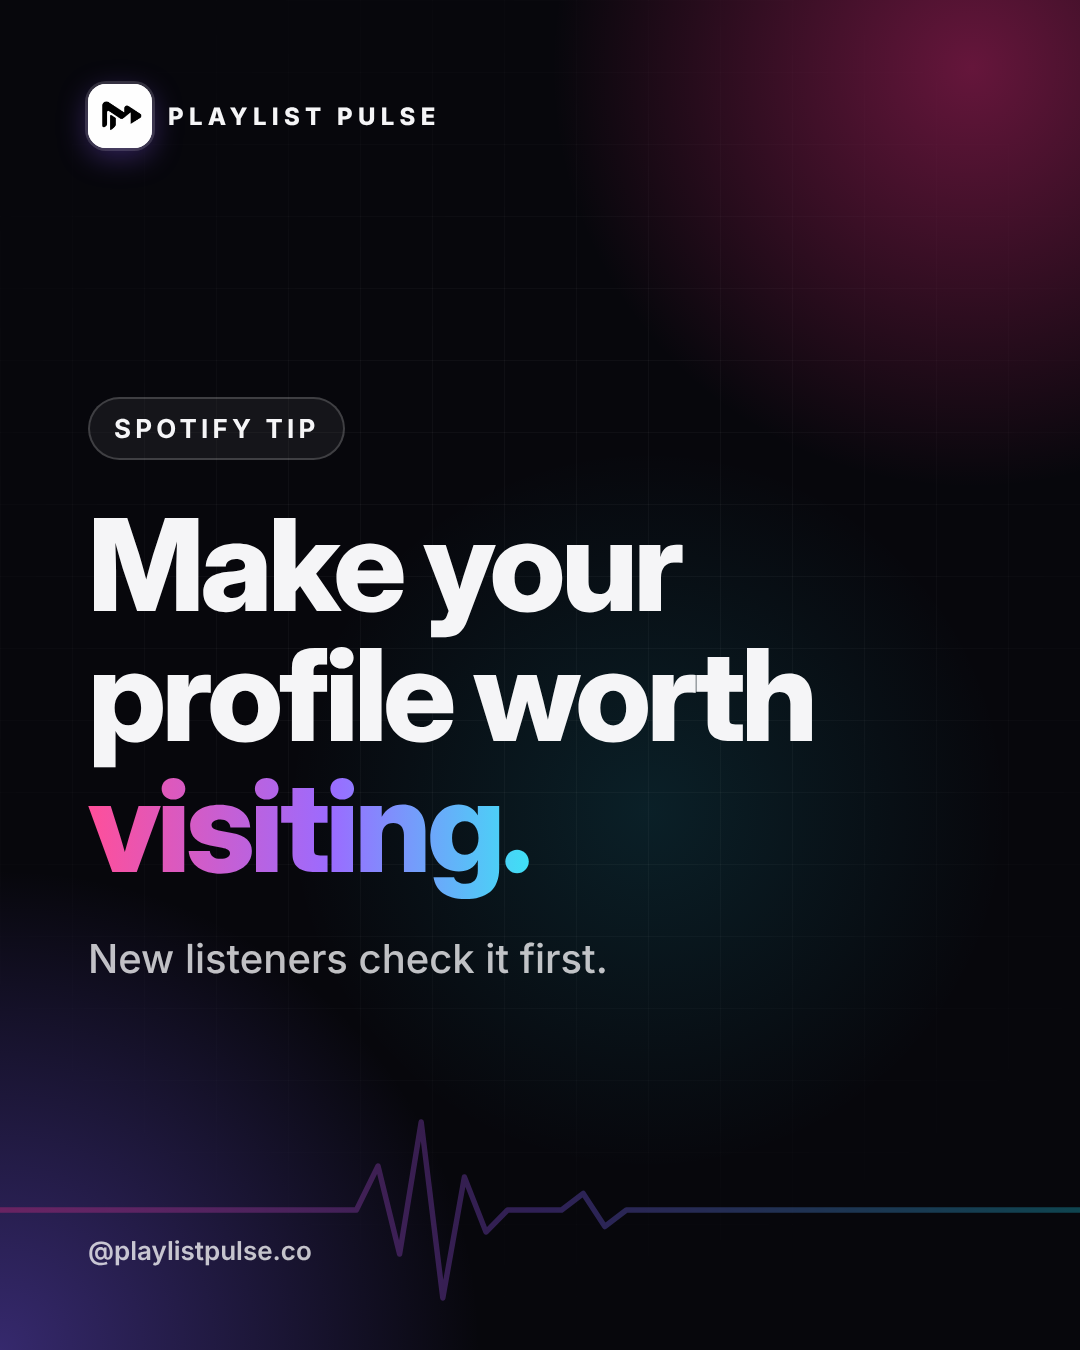 PLAYLIST PULSE
SPOTIFY TIP
Make your
profile worth
visiting.
New listeners check it first.
@playlistpulse.co